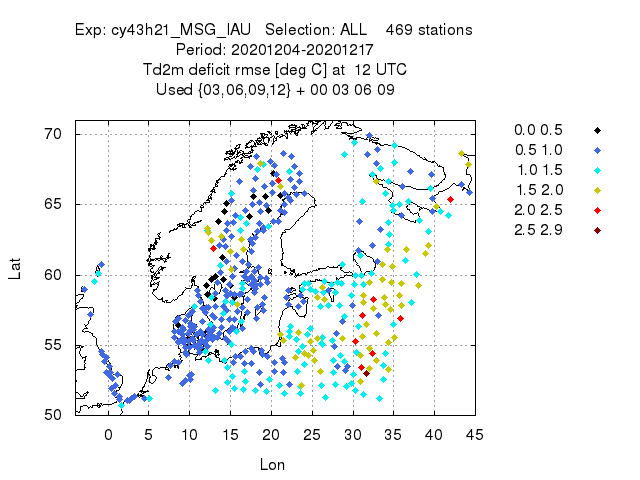 Exp: cy43h21_MSG_IAU Selection: ALL 469 stations
Period: 20201204-20201217
Td2m deficit rmse [deg C] at 12 UTC
Used {03,06,09,12} + 00 03 06 09
0.0 0.5
0.5 1.0
1.0 1.5
1.5 2.0
2.0 2.5
2.5 2.9
Lat
70
65
60
55
50
0 5 10 15 20 25 30 35 40 45
Lon